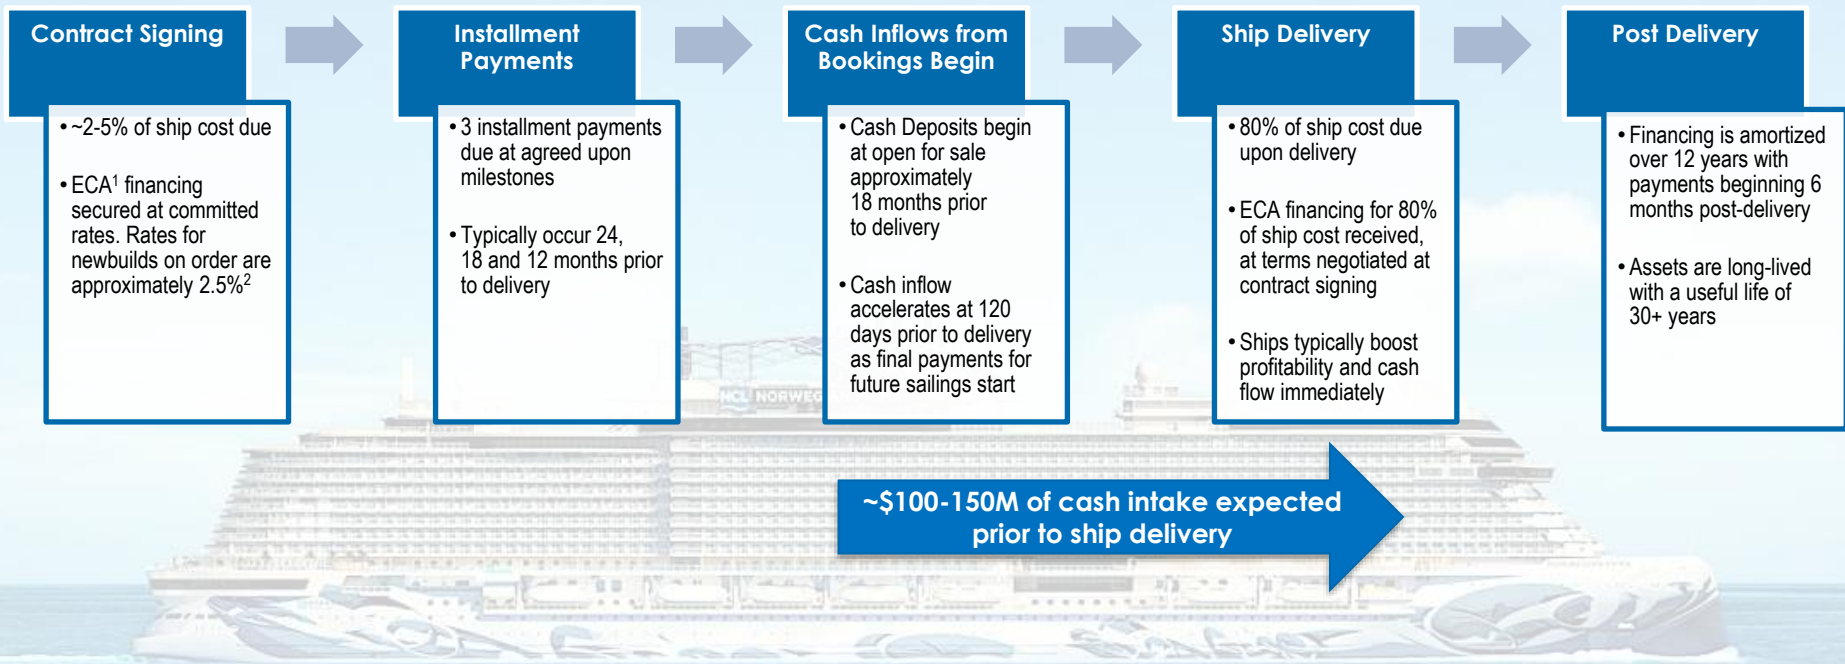 Contract Signing
• ~2-5% of ship cost due
• ECA¹ financing
secured at committed
rates. Rates for
newbuilds on order are
approximately 2.5%²
Installment
Payments
• 3 installment payments
due at agreed upon
milestones
• Typically occur 24,
18 and 12 months prior
to delivery
Cash Inflows from
Bookings Begin
• Cash Deposits begin
at open for sale
approximately
18 months prior
to delivery
• Cash inflow
accelerates at 120
days prior to delivery
as final payments for
future sailings start
Ship Delivery
• 80% of ship cost due
upon delivery
• ECA financing for 80%
of ship cost received,
at terms negotiated at
contract signing
• Ships typically boost
profitability and cash
flow immediately
Post Delivery
• Financing is amortized
over 12 years with
payments beginning 6
months post-delivery
• Assets are long-lived
with a useful life of
30+ years
NCL NORWEG
~$100-150M of cash intake expected
prior to ship delivery